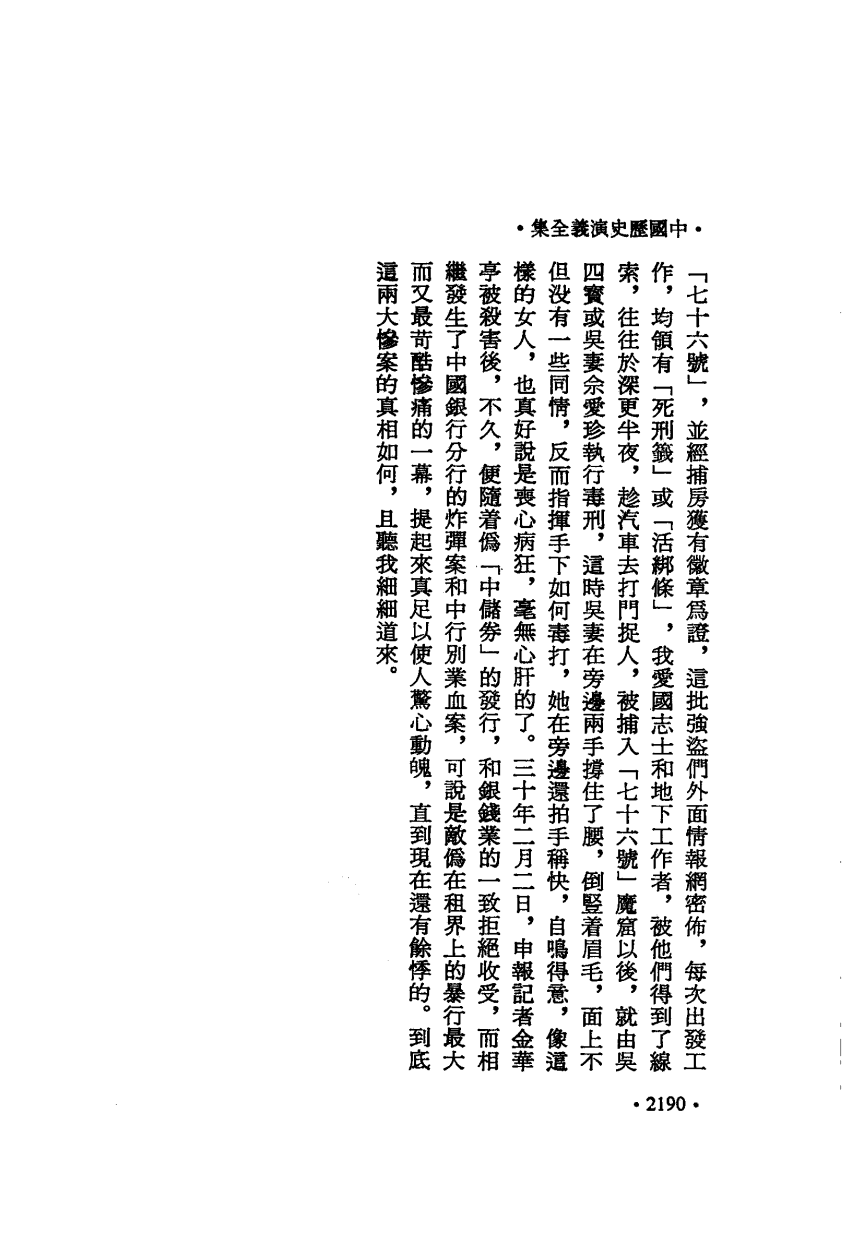 •中國歷史演義全集•
「七十六號」，並經捕房獲有徽章爲證，這批強盜們外面情報網密佈，每次出發工
作，均領有「死刑籤」或「活綁條」，我愛國志士和地下工作者，被他們得到了線
索，往往於深更半夜，趁汽車去打門捉人，被捕入「七十六號」魔窟以後，就由吳
四寶或吳妻佘愛珍執行毒刑，這時吳妻在旁邊兩手撐住了腰，倒竪着眉毛，面上不
但没有一些同情，反而指揮手下如何毒打，她在旁邊還拍手稱快，自鳴得意，像這
樣的女人，也真好說是喪心病狂，毫無心肝的了。三十年二月二日，申報記者金華
亭被殺害後，不久，便隨着僞「中儲券」的發行，和銀錢業的一致拒絕收受，而相
繼發生了中國銀行分行的炸彈案和中行別業血案，可說是敵僞在租界上的暴行最大
而又最苛酷慘痛的一幕，提起來真足以使人驚心動魄，直到現在還有餘悸的。到底
這兩大慘案的真相如何，且聽我細細道來。
•2190•